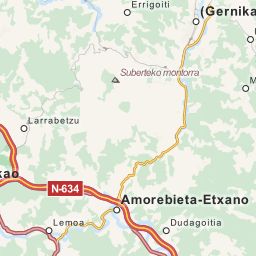 Errigoiti
(Gernika
Suberteko montorra
Larrabetzu
kao
N-634
Amorebieta-Etxano
Lemoa
Dudagoitia